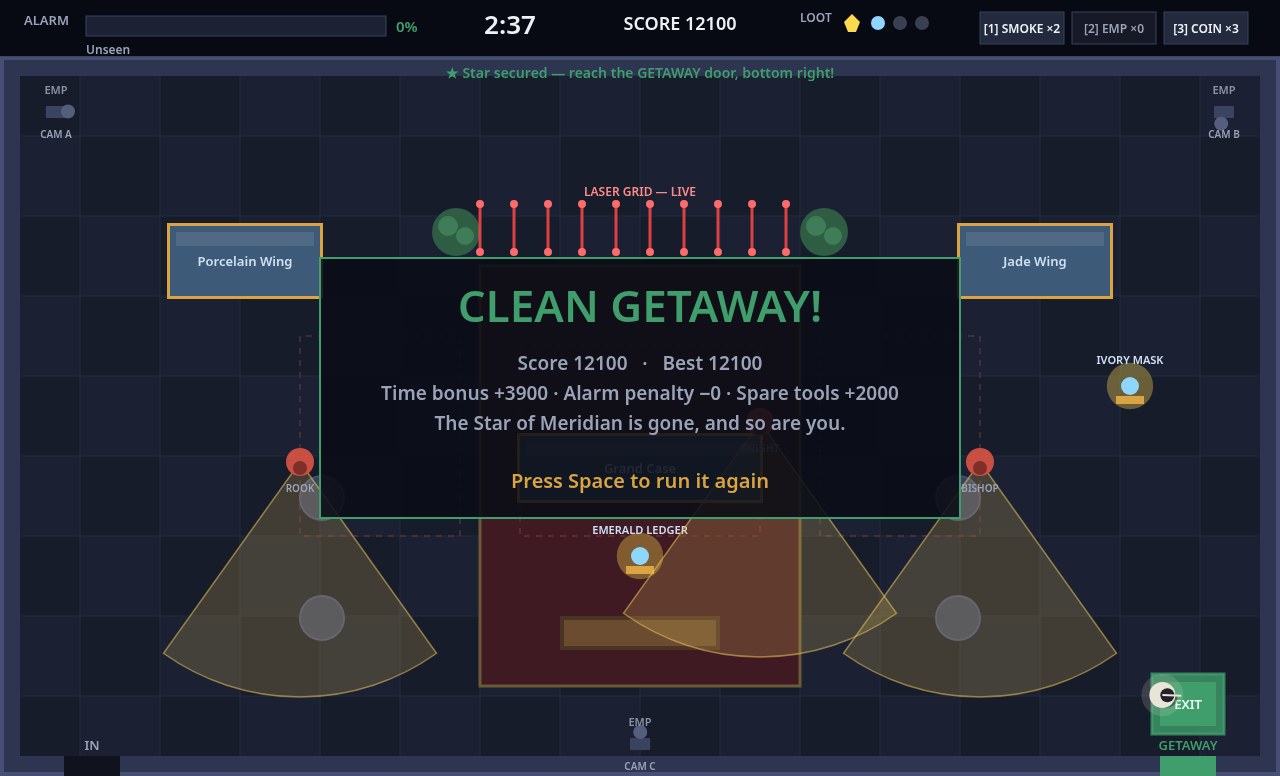 ALARM
0%
Unseen
2:37
SCORE 12100
LOOT
[1] SMOKE ×2
[2] EMP ×0
[3] COIN ×3
★ Star secured — reach the GETAWAY door, bottom right!
EMP
CAM A
EMP
CAM B
LASER GRID — LIVE
Porcelain Wing
Jade Wing
CLEAN GETAWAY!
Score 12100 · Best 12100
Time bonus +3900 · Alarm penalty −0 · Spare tools +2000
The Star of Meridian is gone, and so are you.
Grand Case
Press Space to run it again
IVORY MASK
ROOK
BISHOP
EMERALD LEDGER
EXIT
GETAWAY
IN
EMP
CAM C